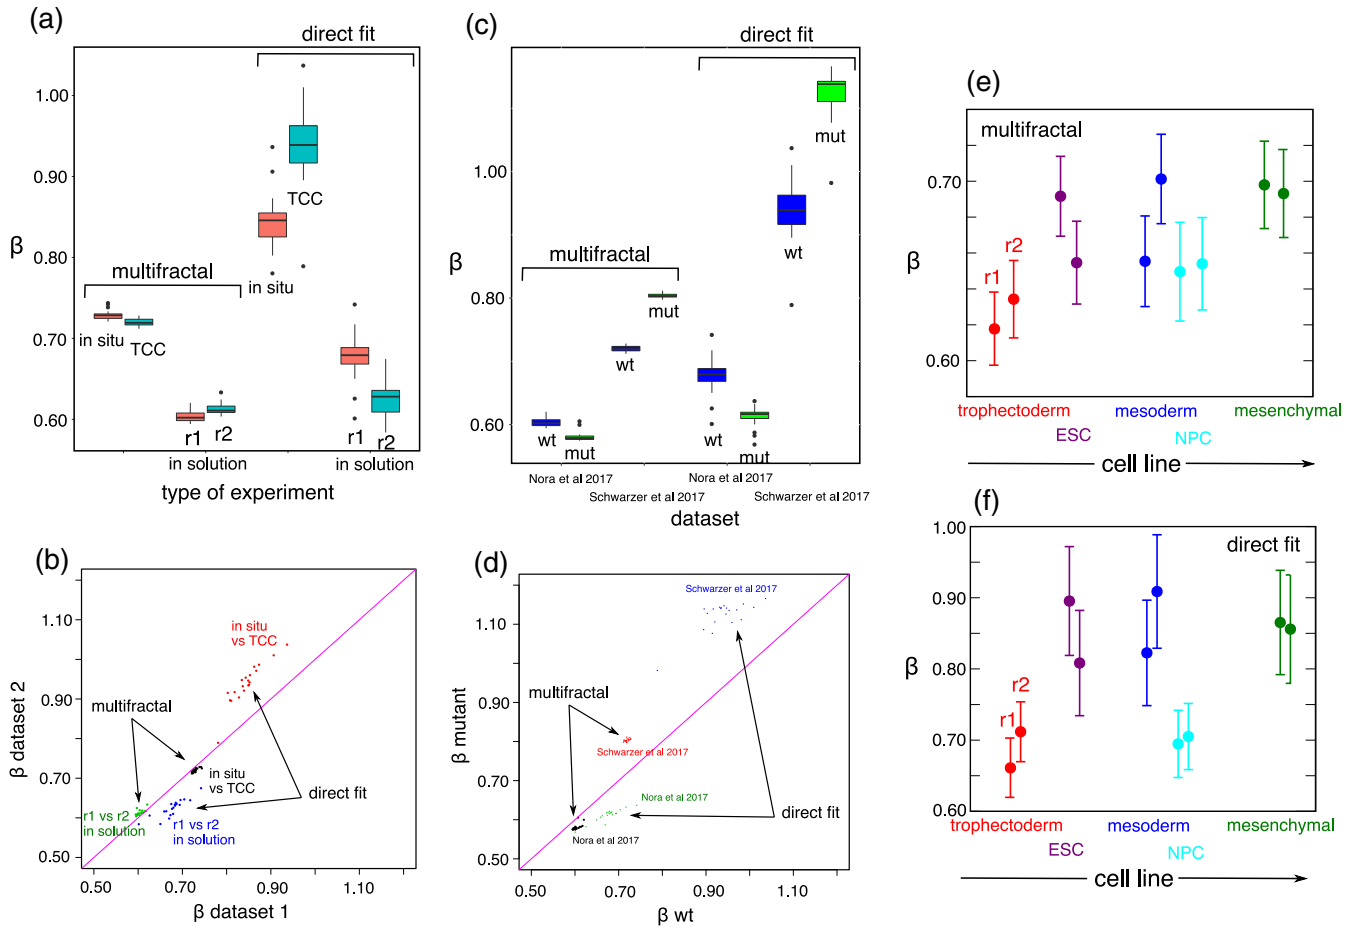 (a)
direct fit
1.00
0.90
0.80
0.70
0.60
β
TCC
in situ
multifractal
in situ
TCC
r1
r2
r1
r2
in solution
in solution
type of experiment
(b)
1.10
0.90
0.70
0.50
β dataset 2
in situ
vs TCC
multifractal
in situ
vs TCC
direct fit
r1 vs r2
in solution
r1 vs r2
in solution
0.50
0.70
0.90
1.10
β dataset 1
(c)
direct fit
1.00
0.80
0.60
β
mut
wt
multifractal
mut
wt
wt
mut
wt
mut
Nora et al 2017
Nora et al 2017
Schwarzer et al 2017
Schwarzer et al 2017
dataset
(d)
1.10
0.90
0.70
0.50
β mutant
Schwarzer et al 2017
multifractal
Schwarzer et al 2017
Nora et al 2017
direct fit
Nora et al 2017
0.50
0.70
0.90
1.10
β wt
(e)
multifractal
0.70
0.60
β
r2
r1
trophectoderm
mesoderm
mesenchymal
ESC
NPC
cell line
(f)
direct fit
1.00
0.90
0.80
0.70
0.60
β
r2
r1
trophectoderm
mesoderm
mesenchymal
ESC
NPC
cell line